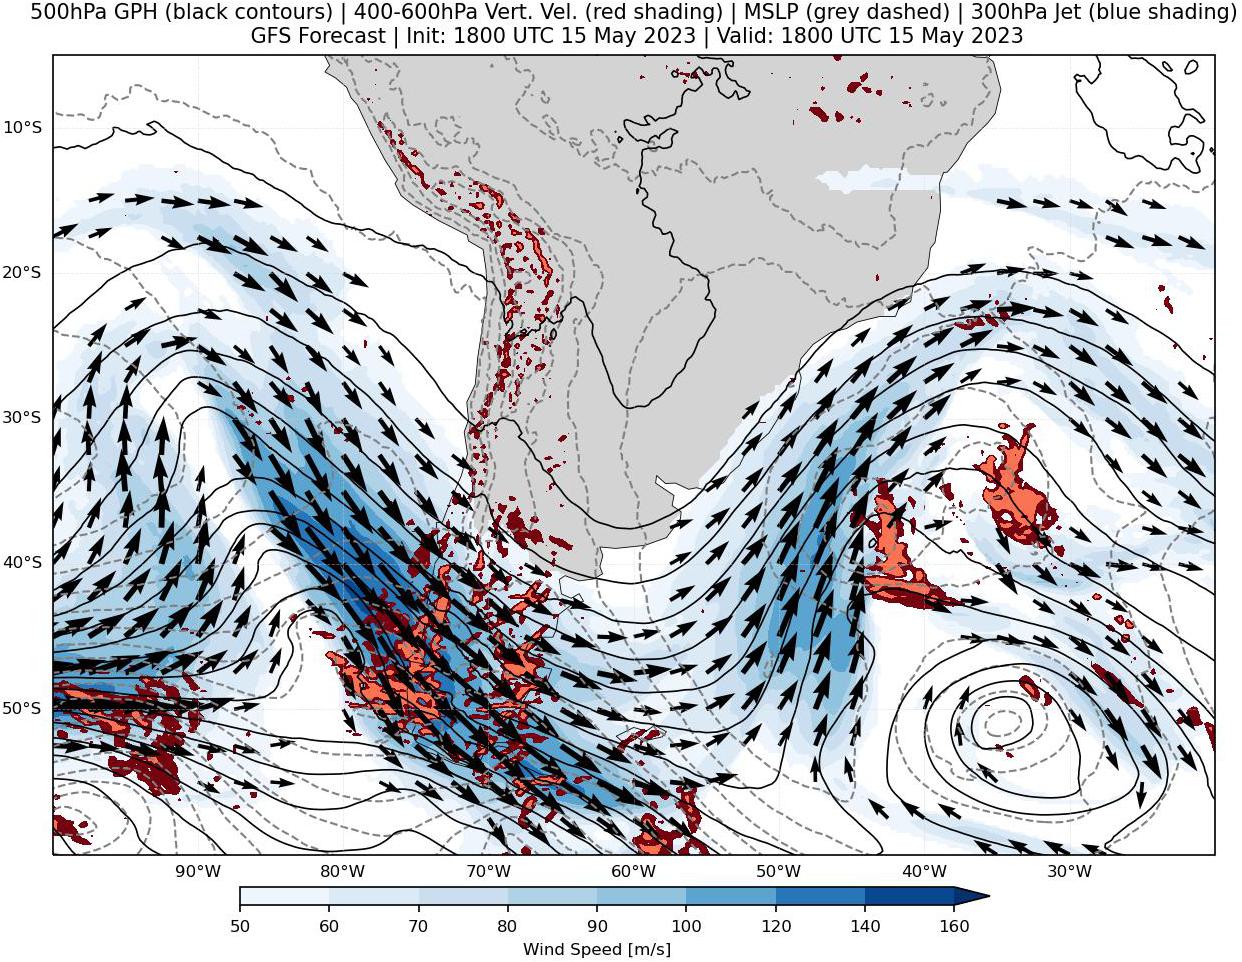 500hPa GPH (black contours) | 400-600hPa Vert. Vel. (red shading) | MSLP (grey dashed) | 300hPa Jet (blue shading)
GFS Forecast | Init: 1800 UTC 15 May 2023 | Valid: 1800 UTC 15 May 2023
10°S
20°S
30°S
40°S
50°S
90°W 80°W 70°W 60°W 50°W 40°W 30°W
50 60 70 80 90 100 120 140 160
Wind Speed [m/s]